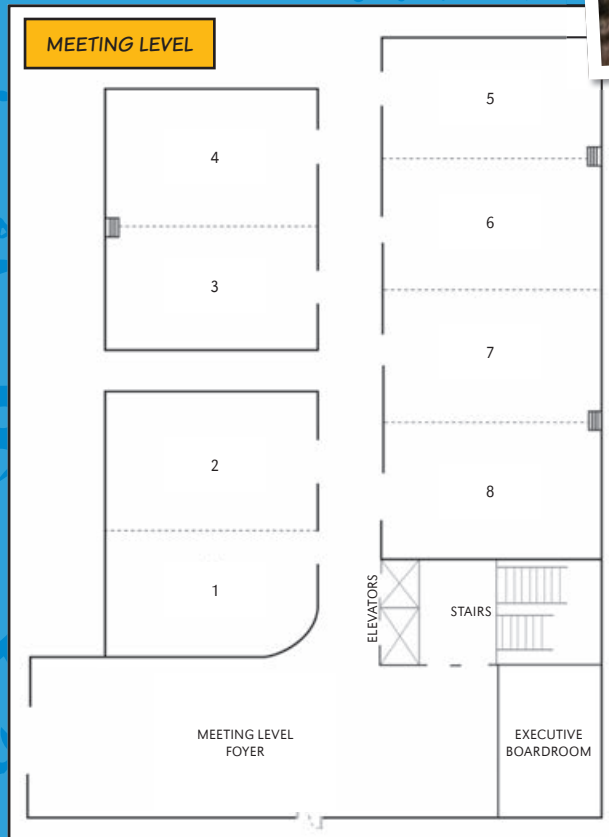 MEETING LEVEL
5
4
6
3
7
2
8
1
ELEVATORS
STAIRS
MEETING LEVEL
FOYER
EXECUTIVE
BOARDROOM